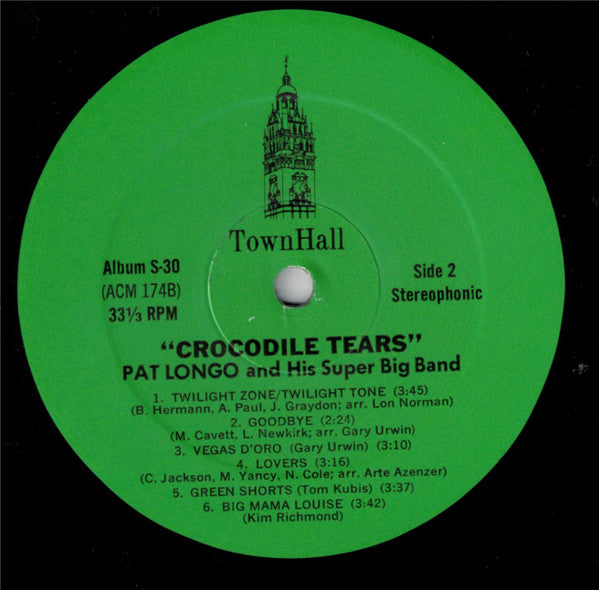 TownHall
Album S-30
(ACM 174B)
33⅓ RPM
Side 2
Stereophonic
"CROCODILE TEARS"
PAT LONGO and His Super Big Band
1. TWILIGHT ZONE/TWILIGHT TONE (3:45)
(B. Hermann, A. Paul, J. Graydon; arr. Lon Norman)
2. GOODBYE (2:24)
(M. Cavett, L. Newkirk; arr. Gary Urwin)
3. VEGAS D'ORO (Gary Urwin) (3:10)
4. LOVERS (3:16)
(C. Jackson, M. Yancy, N. Cole; arr. Arte Azenzer)
5. GREEN SHORTS (Tom Kubis) (3:37)
6. BIG MAMA LOUISE (3:42)
(Kim Richmond)